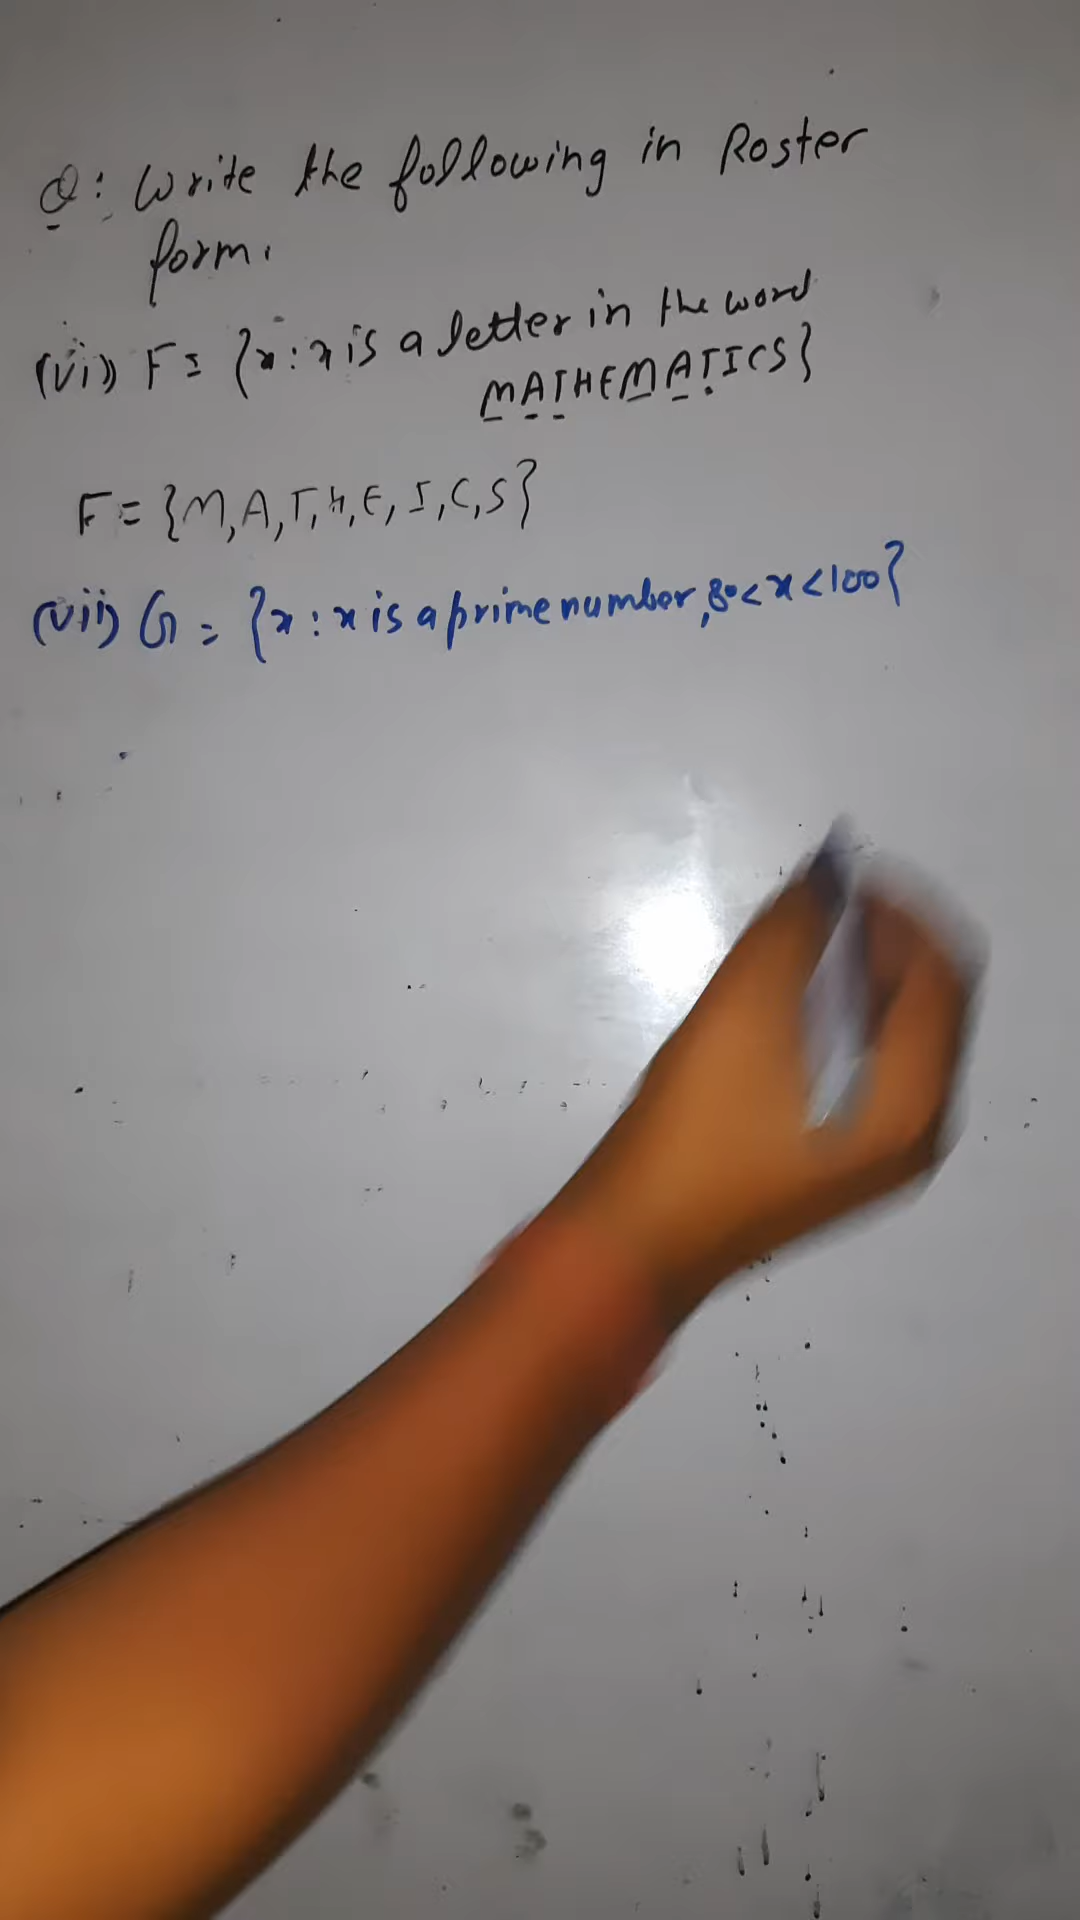 Q: Write the following in Roster
form.
(vi) F = {x : x is a letter in the word
MATHEMATICS}
F = {M, A, T, H, E, I, C, S}
(vii) G = {x : x is a prime number, 80 < x < 100}